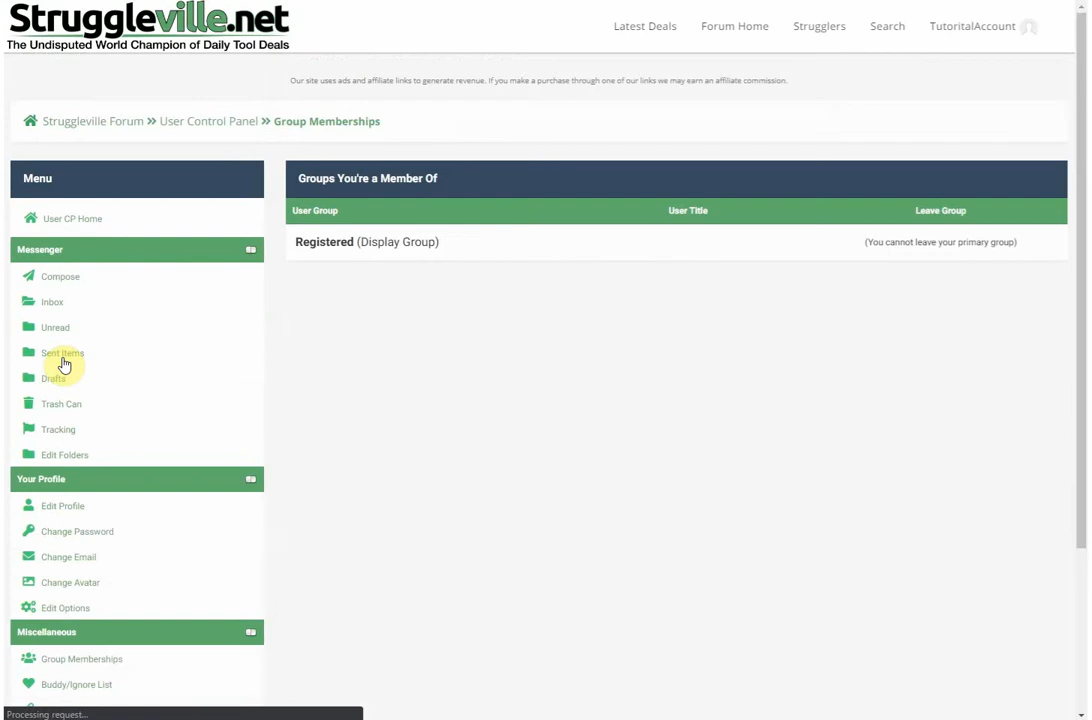 Struggleville.net
The Undisputed World Champion of Daily Tool Deals
Latest Deals Forum Home Strugglers Search TutoritalAccount
Our site uses ads and affiliate links to generate revenue. If you make a purchase through one of our links we may earn an affiliate commission.
Struggleville Forum » User Control Panel » Group Memberships
Menu
User CP Home
Messenger
Compose
Inbox
Unread
Sent Items
Drafts
Trash Can
Tracking
Edit Folders
Your Profile
Edit Profile
Change Password
Change Email
Change Avatar
Edit Options
Miscellaneous
Group Memberships
Buddy/Ignore List
Groups You're a Member Of
User Group User Title Leave Group
Registered (Display Group) (You cannot leave your primary group)
Processing request...